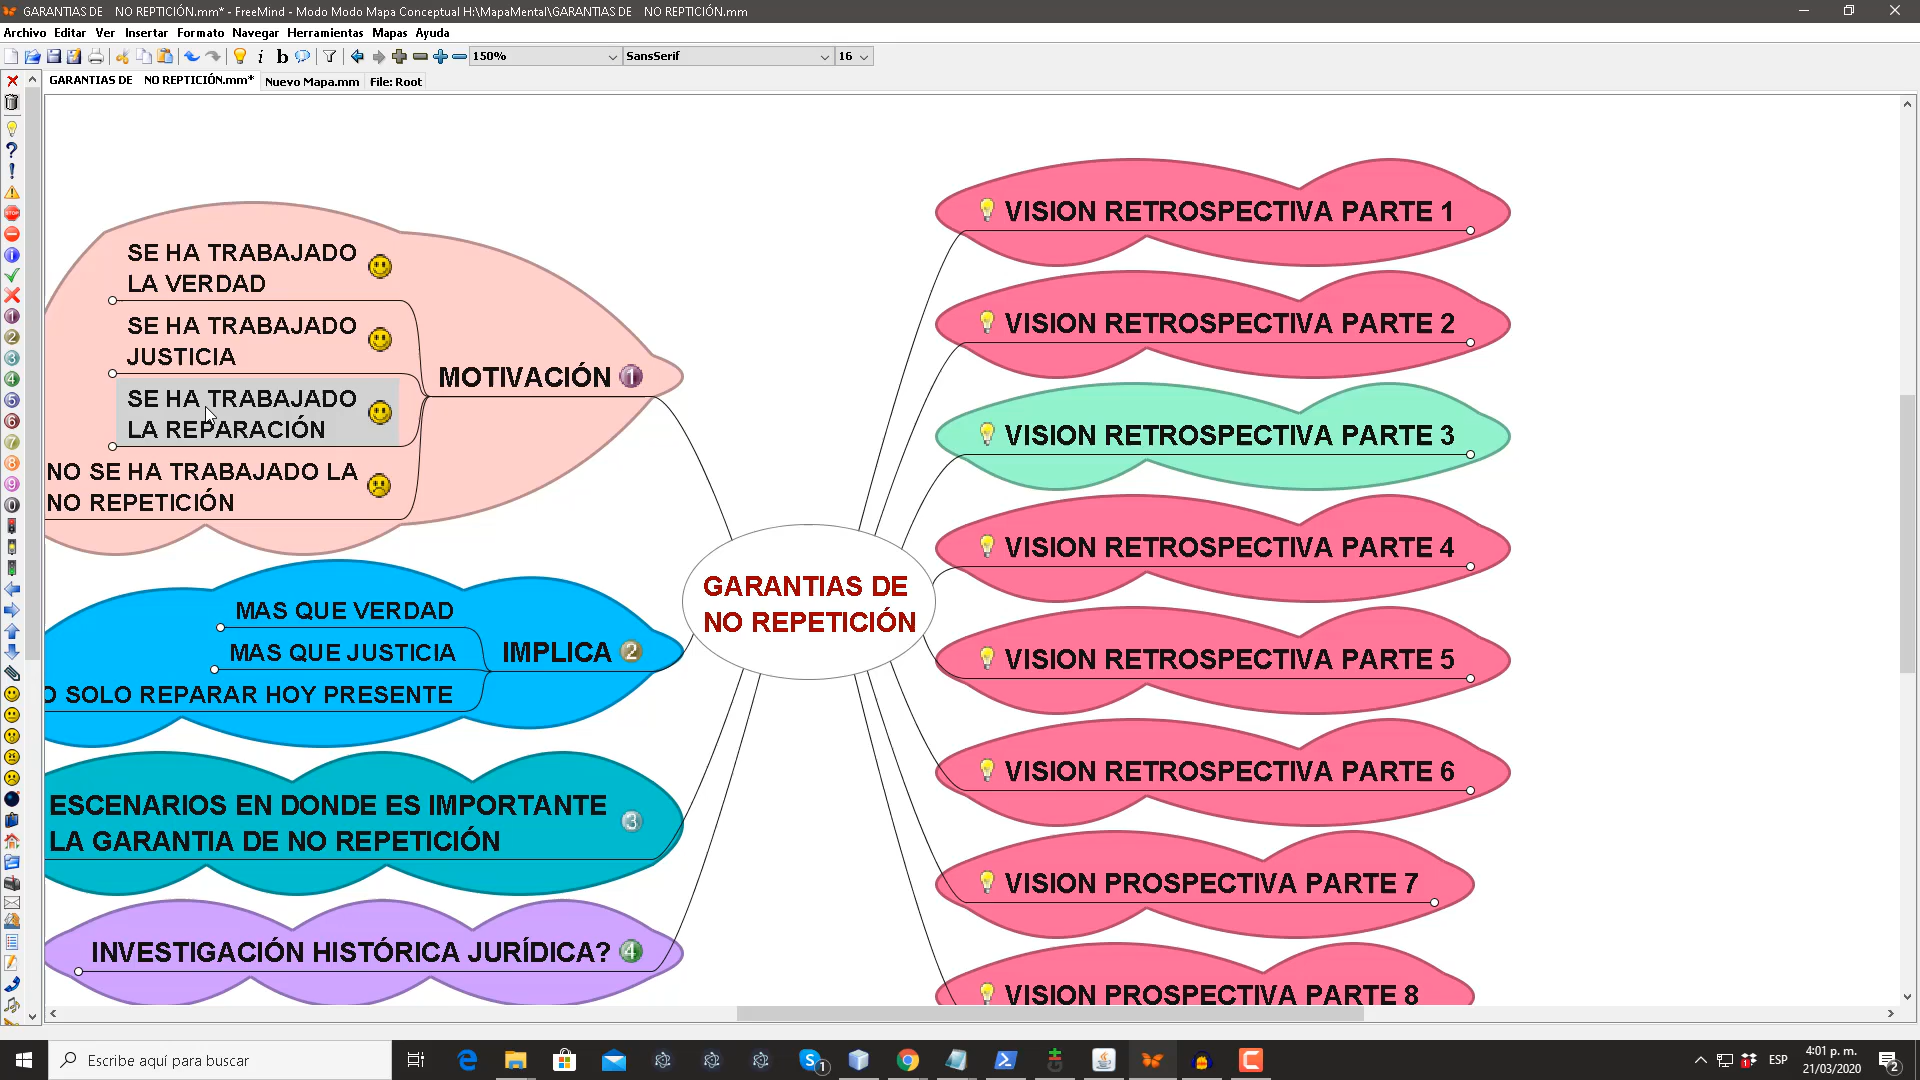 GARANTIAS DE NO REPTICIÓN.mm* - FreeMind - Modo Modo Mapa Conceptual H:\MapaMental\GARANTIAS DE NO REPTICIÓN.mm
Archivo Editar Ver Insertar Formato Navegar Herramientas Mapas Ayuda
150% SansSerif 16
GARANTIAS DE NO REPTICIÓN.mm* Nuevo Mapa.mm File: Root
SE HA TRABAJADO
LA VERDAD
SE HA TRABAJADO
JUSTICIA
SE HA TRABAJADO
LA REPARACIÓN
NO SE HA TRABAJADO LA
NO REPETICIÓN
MOTIVACIÓN 1
MAS QUE VERDAD
MAS QUE JUSTICIA
O SOLO REPARAR HOY PRESENTE
IMPLICA 2
ESCENARIOS EN DONDE ES IMPORTANTE
LA GARANTIA DE NO REPETICIÓN 3
INVESTIGACIÓN HISTÓRICA JURÍDICA? 4
GARANTIAS DE
NO REPETICIÓN
VISION RETROSPECTIVA PARTE 1
VISION RETROSPECTIVA PARTE 2
VISION RETROSPECTIVA PARTE 3
VISION RETROSPECTIVA PARTE 4
VISION RETROSPECTIVA PARTE 5
VISION RETROSPECTIVA PARTE 6
VISION PROSPECTIVA PARTE 7
VISION PROSPECTIVA PARTE 8
Escribe aquí para buscar
ESP
4:01 p. m.
21/03/2020
2